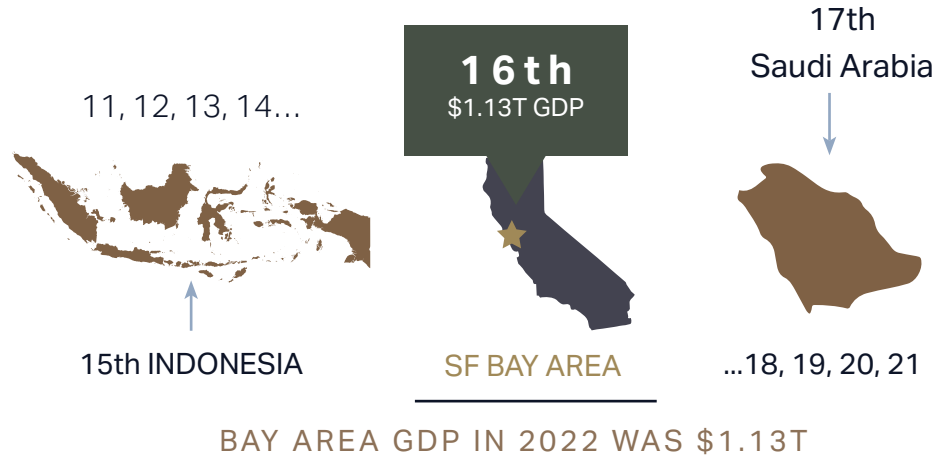 11, 12, 13, 14...
15th INDONESIA
16th
$1.13T GDP
SF BAY AREA
17th
Saudi Arabia
...18, 19, 20, 21
BAY AREA GDP IN 2022 WAS $1.13T